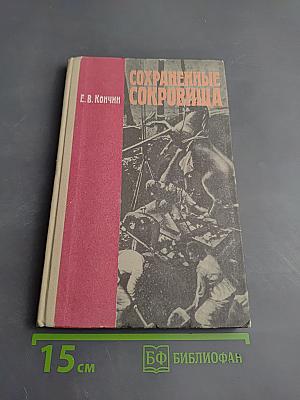 СОХРАНЕННЫЕ
СОКРОВИЩА
Е. В. Кончин
15 см
БФ БИБЛИОФАН